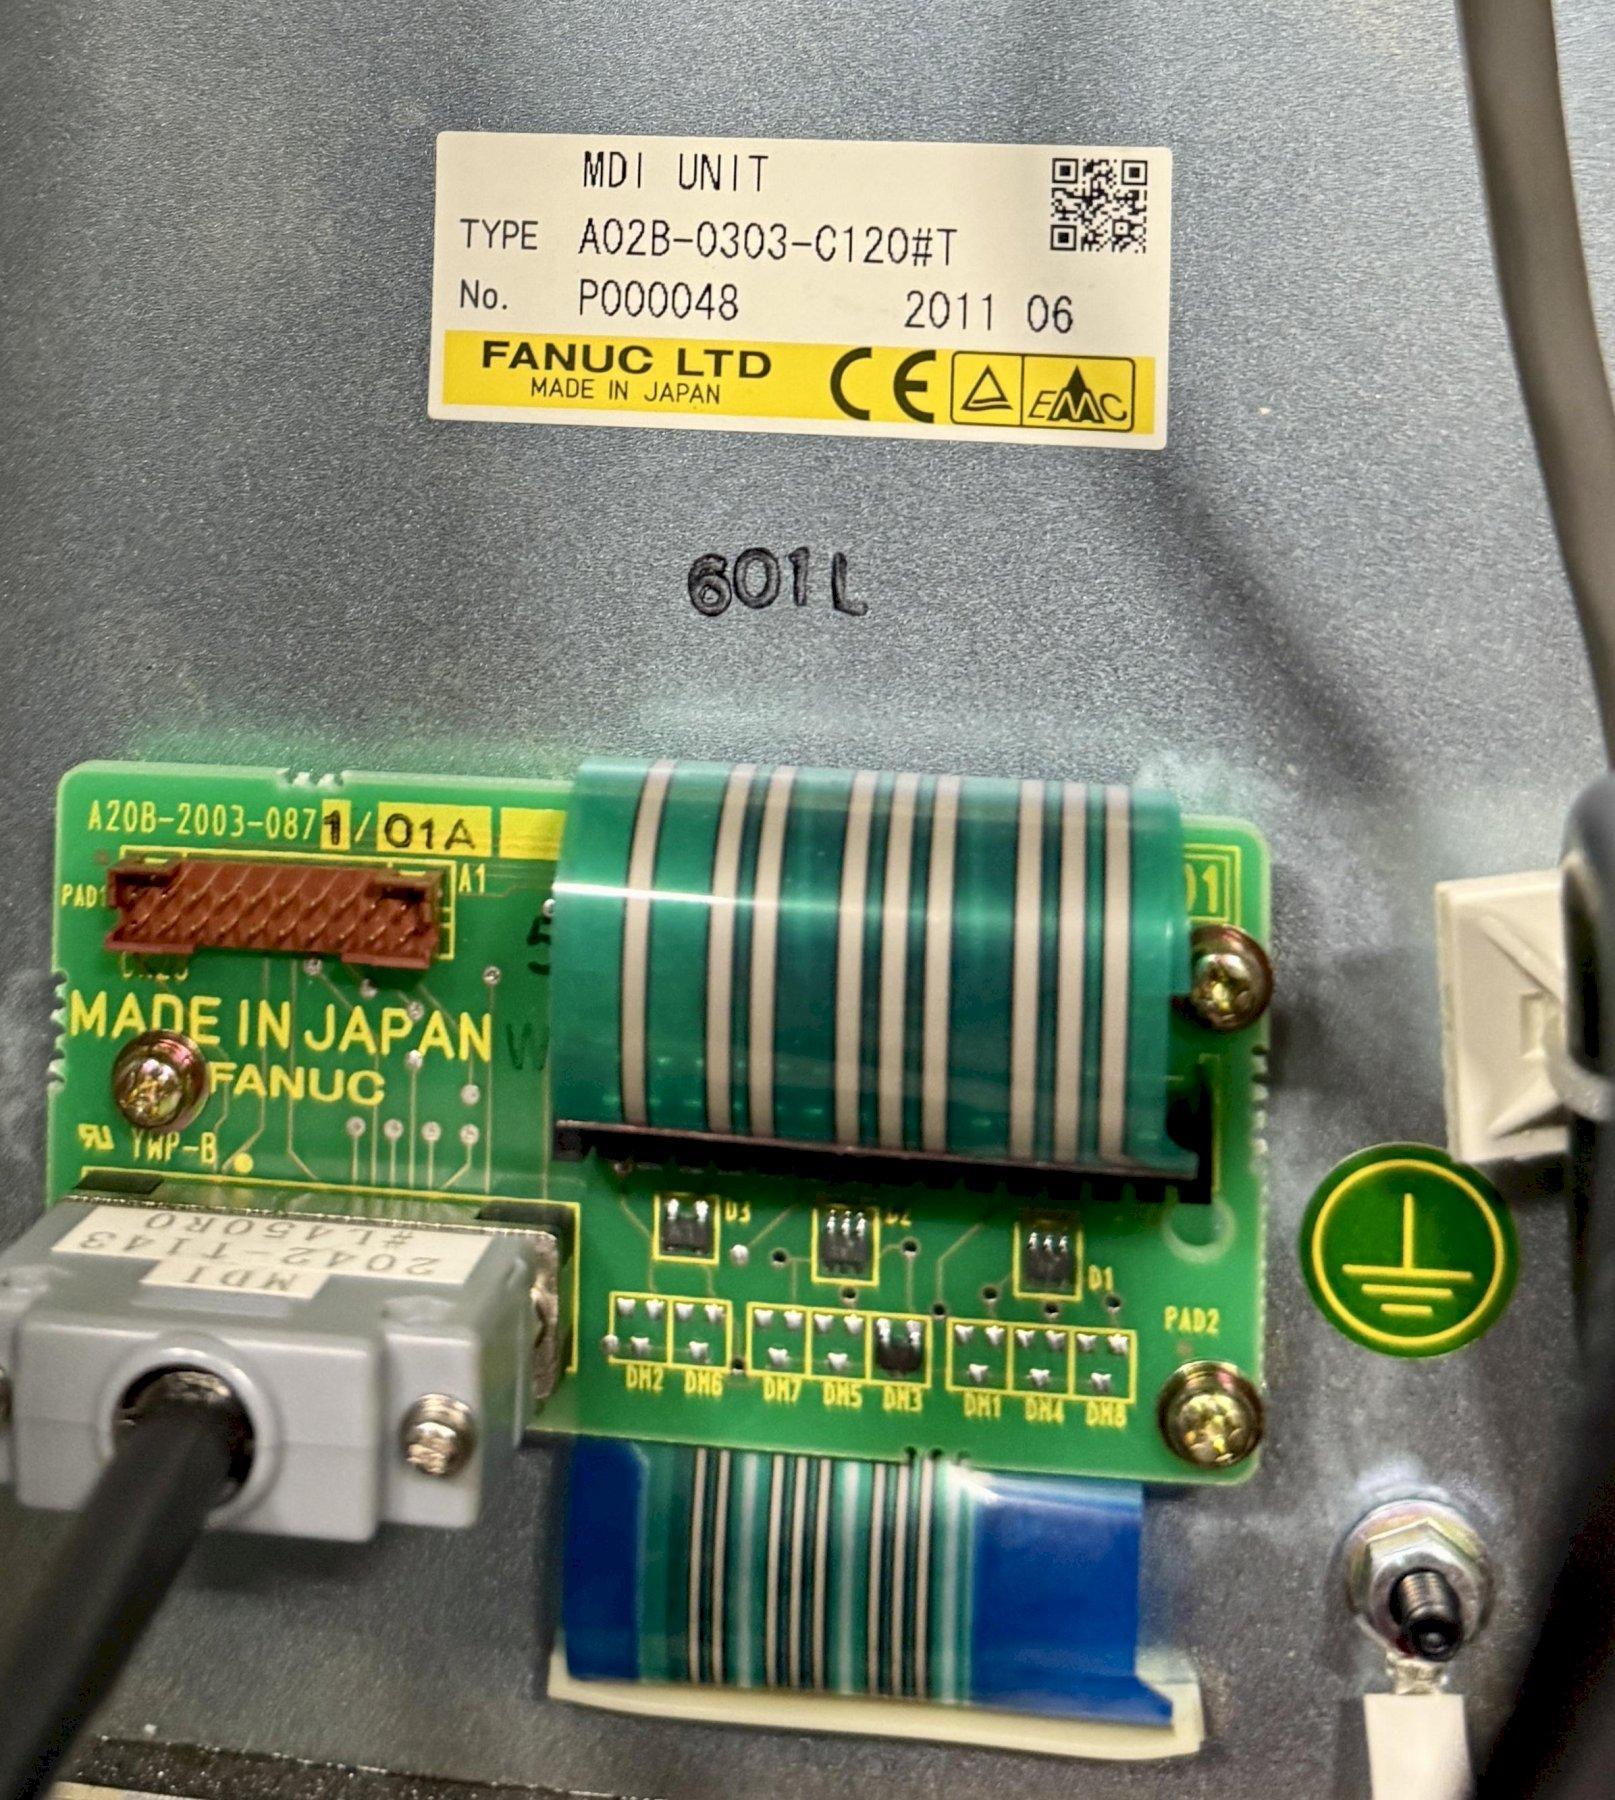 MDI UNIT
TYPE A02B-0303-C120#T
No. P000048 2011 06
FANUC LTD
MADE IN JAPAN
CE EMC
601L
A20B-2003-0871/01A
PAD1
A1
01
MADE IN JAPAN
FANUC
YWP-B
MDI
2042-T143
#L450R0
D3
D2
D1
DM2 DM6 DM7 DM5 DM3 DM1 DM4 DM8
PAD2